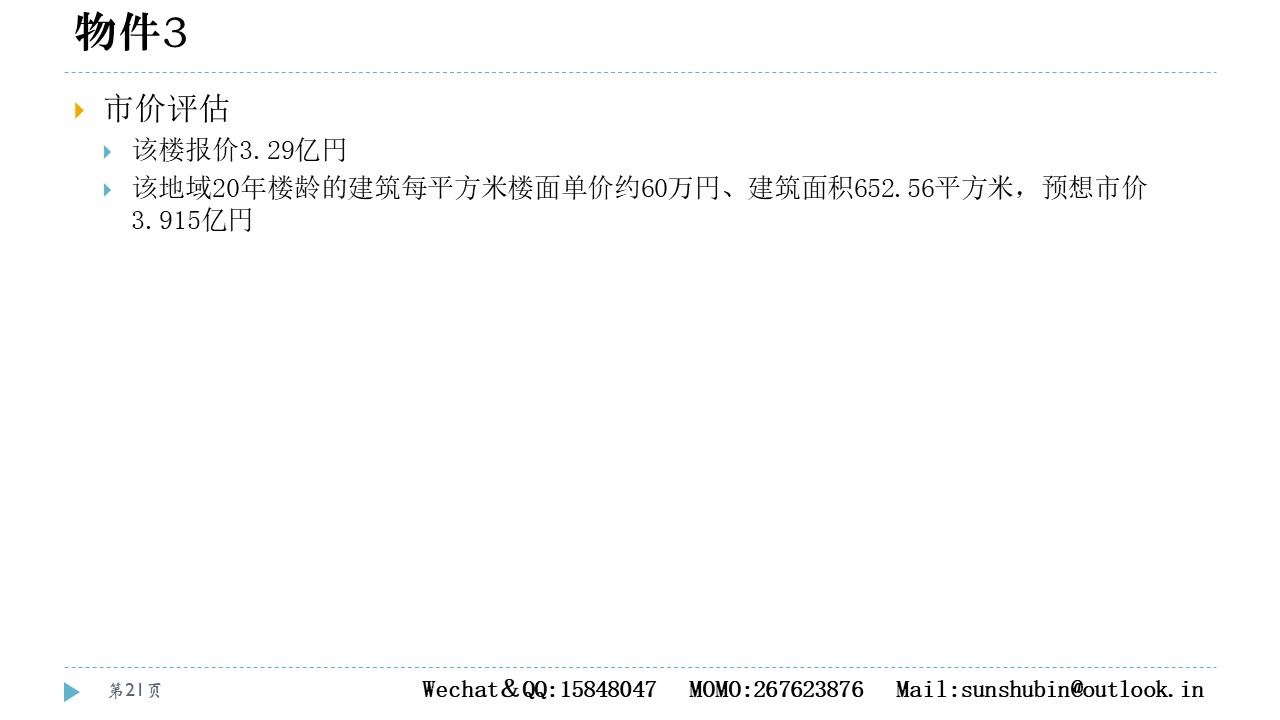 物件3
市价评估
该楼报价3.29亿円
该地域20年楼龄的建筑每平方米楼面单价约60万円、建筑面积652.56平方米，预想市价
3.915亿円
第21页
Wechat＆QQ:15848047 MOMO:267623876 Mail:sunshubin@outlook.in